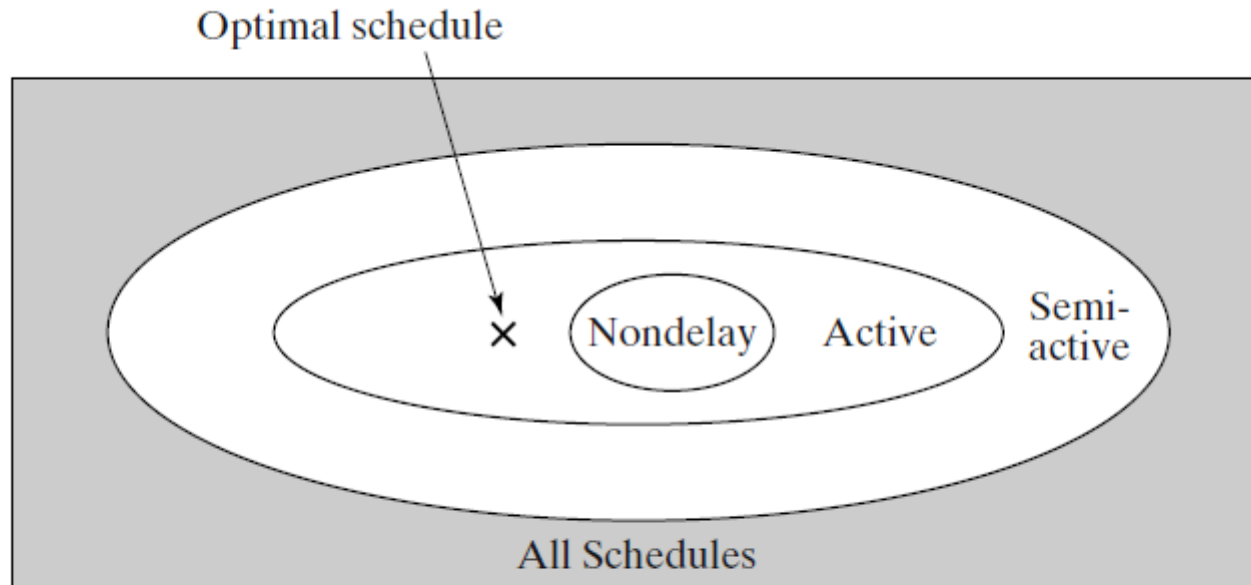 Optimal schedule
Nondelay
Active
Semi-
active
All Schedules